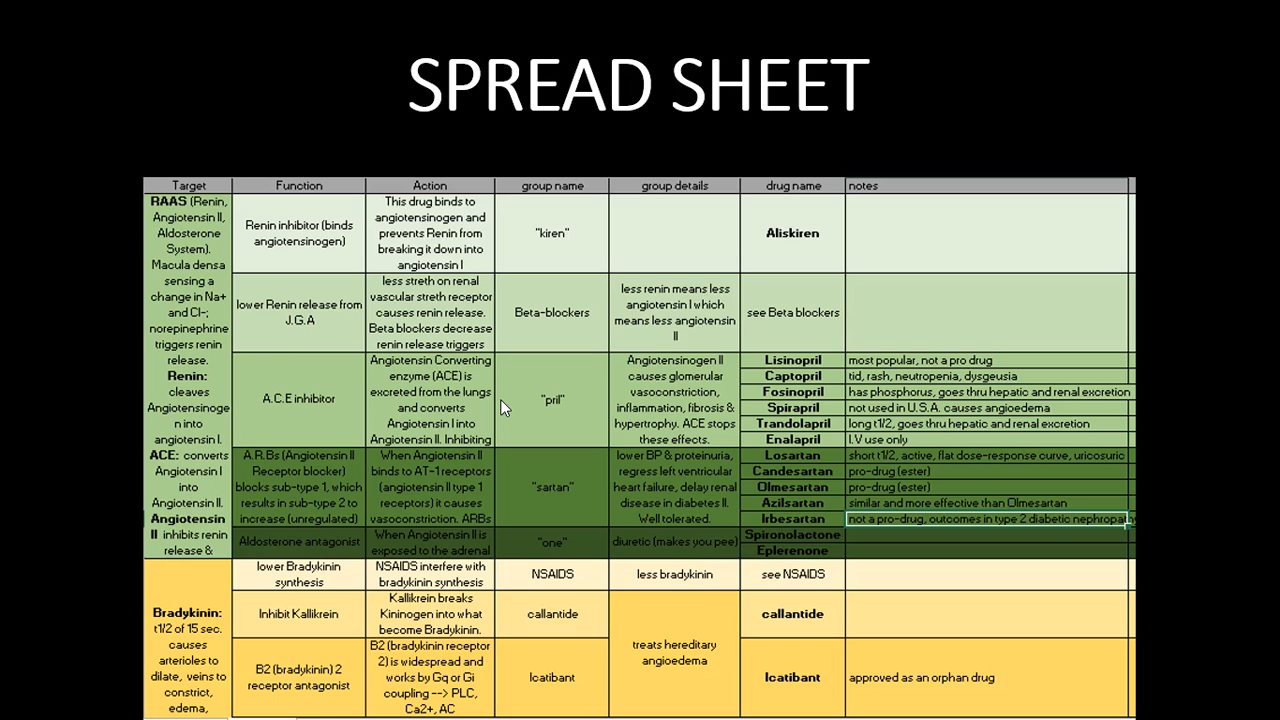 SPREAD SHEET
Target Function Action group name group details drug name notes
RAAS (Renin,
Angiotensin II,
Aldosterone
System).
Macula densa
sensing a
change in Na+
and Cl-;
norepinephrine
triggers renin
release.
Renin:
cleaves
Angiotensinoge
n into
angiotensin I.
ACE: converts
Angiotensin I
into
Angiotensin II.
Angiotensin
II inhibits renin
release &
Renin inhibitor (binds
angiotensinogen)
This drug binds to
angiotensinogen and
prevents Renin from
breaking it down into
angiotensin I
"kiren"
Aliskiren
lower Renin release from
J.G.A
less streth on renal
vascular streth receptor
causes renin release.
Beta blockers decrease
renin release triggers
Beta-blockers
less renin means less
angiotensin I which
means less angiotensin
II
see Beta blockers
A.C.E inhibitor
Angiotensin Converting
enzyme (ACE) is
excreted from the lungs
and converts
Angiotensin I into
Angiotensin II. Inhibiting
"pril"
Angiotensinogen II
causes glomerular
vasoconstriction,
inflammation, fibrosis &
hypertrophy. ACE stops
these effects.
Lisinopril most popular, not a pro drug
Captopril tid, rash, neutropenia, dysgeusia
Fosinopril has phosphorus, goes thru hepatic and renal excretion
Spirapril not used in U.S.A. causes angioedema
Trandolapril long t1/2, goes thru hepatic and renal excretion
Enalapril I.V use only
A.R.Bs (Angiotensin II
Receptor blocker)
blocks sub-type 1, which
results in sub-type 2 to
increase (unregulated)
When Angiotensin II
binds to AT-1 receptors
(angiotensin II type 1
receptors) it causes
vasoconstriction. ARBs
"sartan"
lower BP & proteinuria,
regress left ventricular
heart failure, delay renal
disease in diabetes II.
Well tolerated.
Losartan short t1/2, active, flat dose-response curve, uricosuric
Candesartan pro-drug (ester)
Olmesartan pro-drug (ester)
Azilsartan similar and more effective than Olmesartan
Irbesartan not a pro-drug, outcomes in type 2 diabetic nephropathy
Aldosterone antagonist
When Angiotensin II is
exposed to the adrenal
"one"
diuretic (makes you pee)
Spironolactone
Eplerenone
Bradykinin:
t1/2 of 15 sec.
causes
arterioles to
dilate, veins to
constrict,
edema,
lower Bradykinin
synthesis
NSAIDS interfere with
bradykinin synthesis
NSAIDS
less bradykinin
see NSAIDS
Inhibit Kallikrein
Kallikrein breaks
Kininogen into what
become Bradykinin.
callantide
treats hereditary
angioedema
callantide
B2 (bradykinin) 2
receptor antagonist
B2 (bradykinin receptor
2) is widespread and
works by Gq or Gi
coupling --> PLC,
Ca2+, AC
Icatibant
Icatibant
approved as an orphan drug